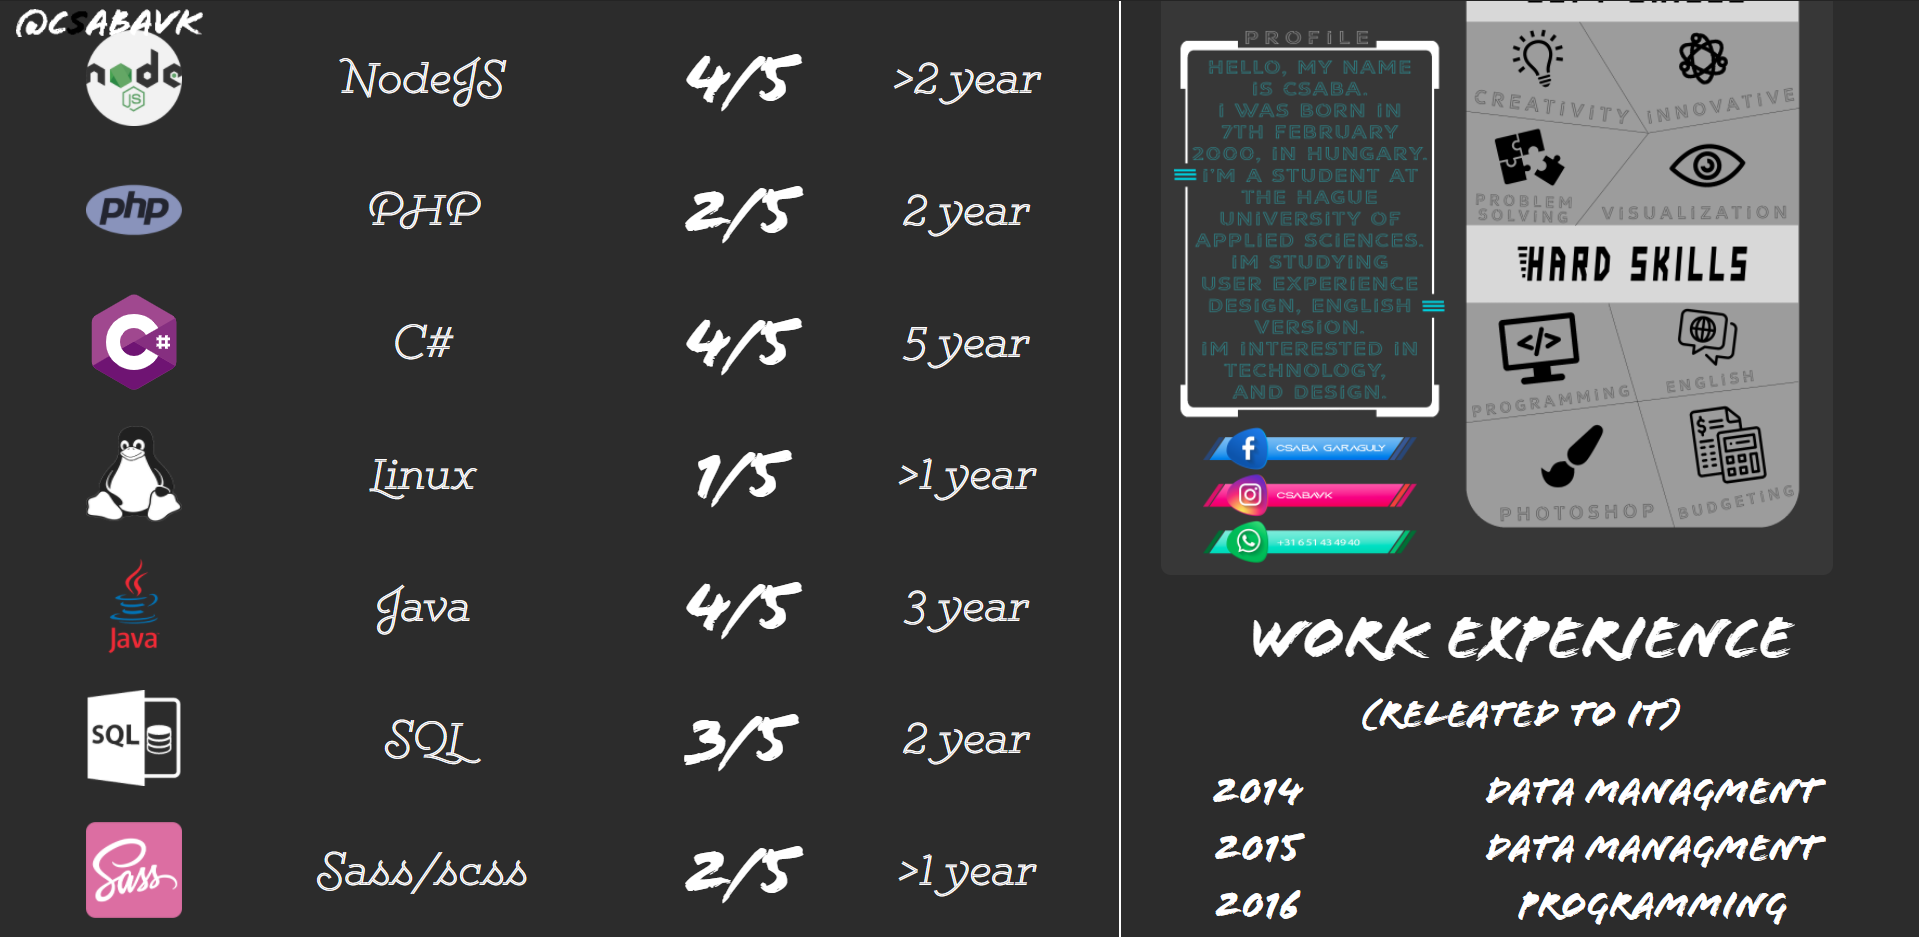 @CSABAVK
node
JS
NodeJS 4/5 >2 year
php
PHP 2/5 2 year
C#
C# 4/5 5 year
Linux 1/5 >1 year
Java
Java 4/5 3 year
SQL
SQL 3/5 2 year
Sass
Sass/scss 2/5 >1 year
PROFILE
HELLO, MY NAME
IS CSABA.
I WAS BORN IN
7TH FEBRUARY
2000, IN HUNGARY.
I'M A STUDENT AT
THE HAGUE
UNIVERSITY OF
APPLIED SCIENCES.
IM STUDYING
USER EXPERIENCE
DESIGN, ENGLISH
VERSION.
IM INTERESTED IN
TECHNOLOGY,
AND DESIGN.
CSABA GARAGULY
CSABAVK
+31 6 51 43 49 40
CREATIVITY
INNOVATIVE
PROBLEM
SOLVING
VISUALIZATION
HARD SKILLS
</>
PROGRAMMING
ENGLISH
PHOTOSHOP
BUDGETING
WORK EXPERIENCE
(RELEATED TO IT)
2014 DATA MANAGMENT
2015 DATA MANAGMENT
2016 PROGRAMMING